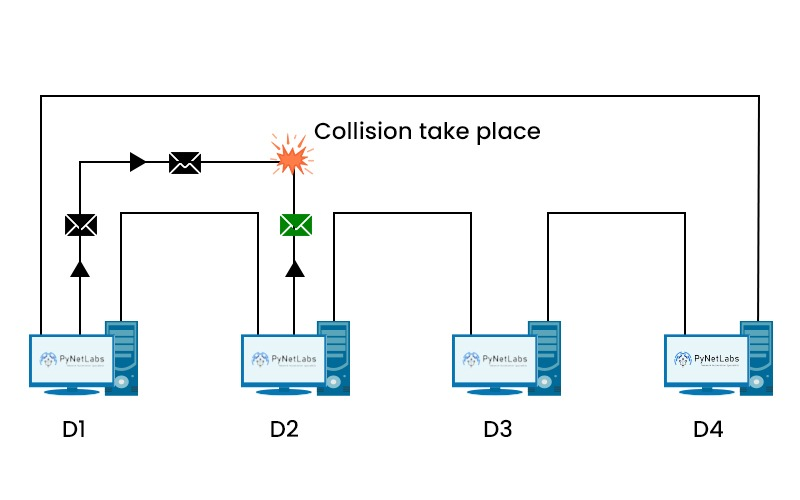 Collision take place
PyNetLabs
PyNetLabs
PyNetLabs
PyNetLabs
D1
D2
D3
D4